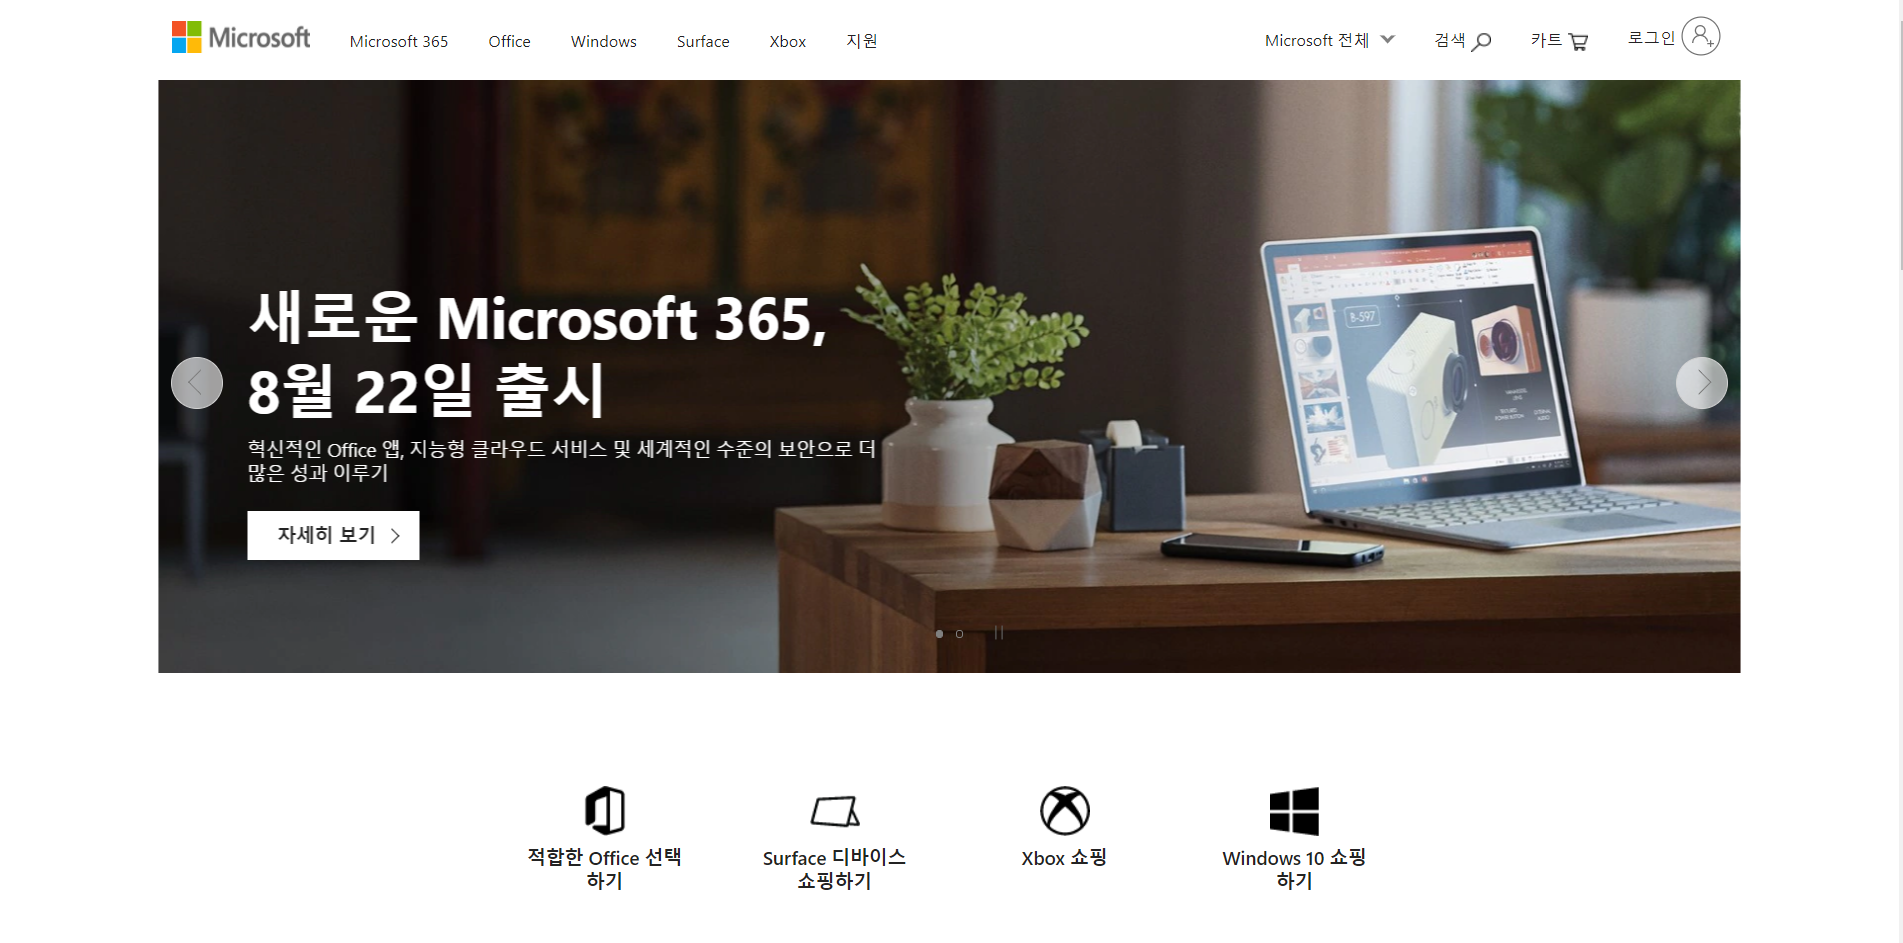 Microsoft
Microsoft 365 Office Windows Surface Xbox 지원
Microsoft 전체 검색 카트 로그인
새로운 Microsoft 365,
8월 22일 출시
혁신적인 Office 앱, 지능형 클라우드 서비스 및 세계적인 수준의 보안으로 더
많은 성과 이루기
자세히 보기
B-597
적합한 Office 선택
하기
Surface 디바이스
쇼핑하기
Xbox 쇼핑
Windows 10 쇼핑
하기